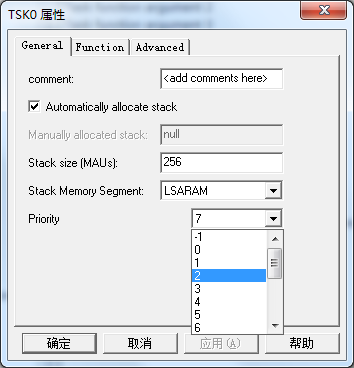 TSK0 属性
General Function Advanced
comment: <add comments here>
Automatically allocate stack
Manually allocated stack: null
Stack size (MAUs): 256
Stack Memory Segment: LSARAM
Priority 7
-1
0
1
2
3
4
5
6
确定 取消 应用(A) 帮助